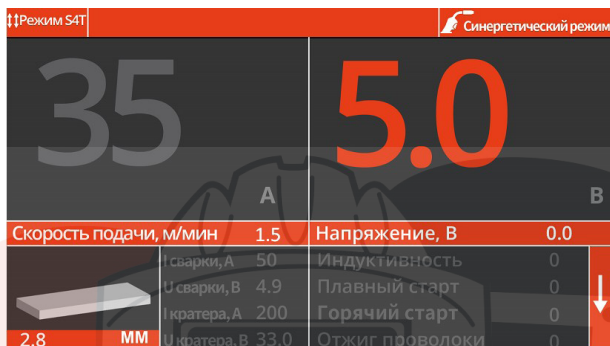 Режим S4T
Синергетический режим
35
А
5.0
В
Скорость подачи, м/мин 1.5
Напряжение, В 0.0
I сварки, А 50
U сварки, В 4.9
I кратера, А 200
U кратера, В 33.0
Индуктивность 0
Плавный старт 0
Горячий старт 0
Отжиг проволоки 0
2.8 ММ